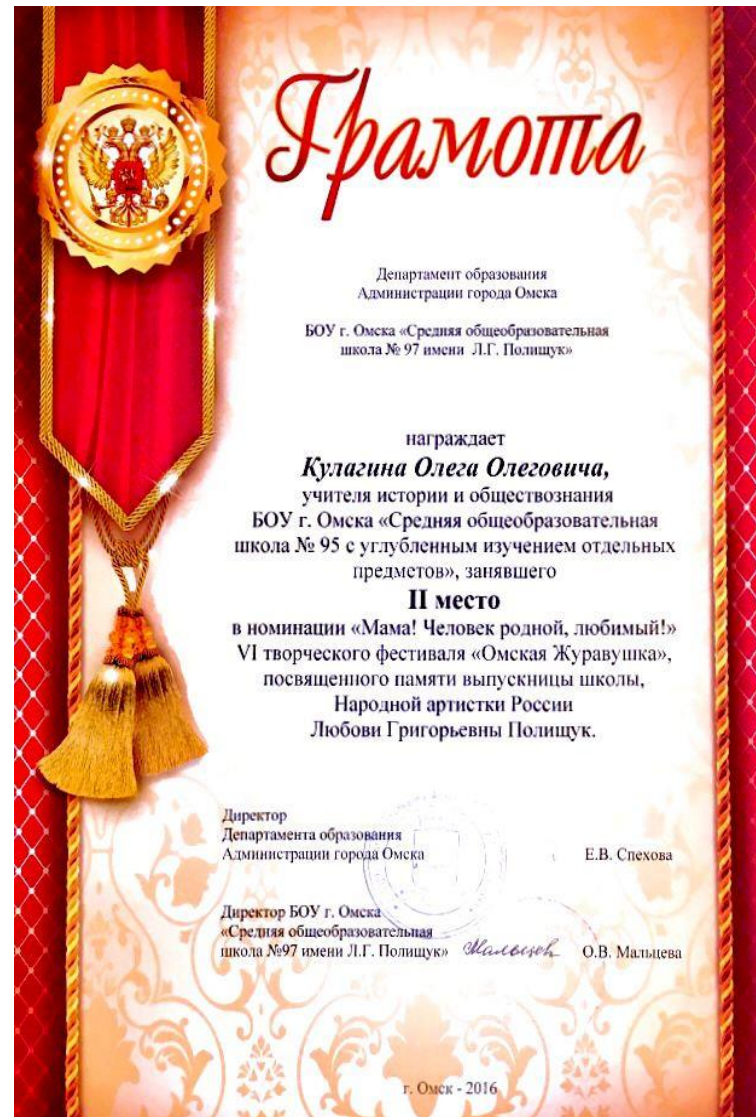 Грамота
Департамент образования
Администрации города Омска
БОУ г. Омска «Средняя общеобразовательная
школа № 97 имени Л.Г. Полищук»
награждает
Кулагина Олега Олеговича,
учителя истории и обществознания
БОУ г. Омска «Средняя общеобразовательная
школа № 95 с углубленным изучением отдельных
предметов», занявшего
II место
в номинации «Мама! Человек родной, любимый!»
VI творческого фестиваля «Омская Журавушка»,
посвященного памяти выпускницы школы,
Народной артистки России
Любови Григорьевны Полищук.
Директор
Департамента образования
Администрации города Омска Е.В. Спехова
Директор БОУ г. Омска
«Средняя общеобразовательная
школа №97 имени Л.Г. Полищук» О.В. Мальцева
г. Омск - 2016